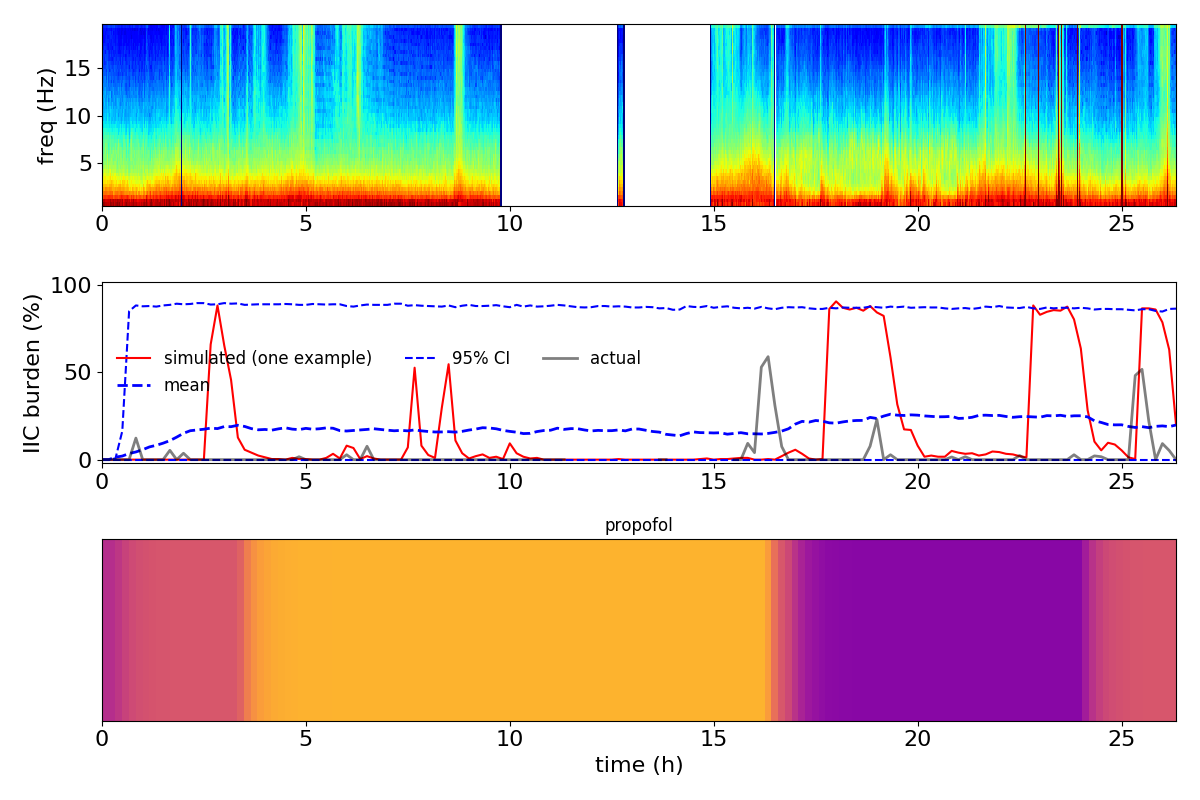 freq (Hz)
15
10
5
0 5 10 15 20 25
IIC burden (%)
100
50
0
simulated (one example) 95% CI actual
mean
0 5 10 15 20 25
propofol
0 5 10 15 20 25
time (h)